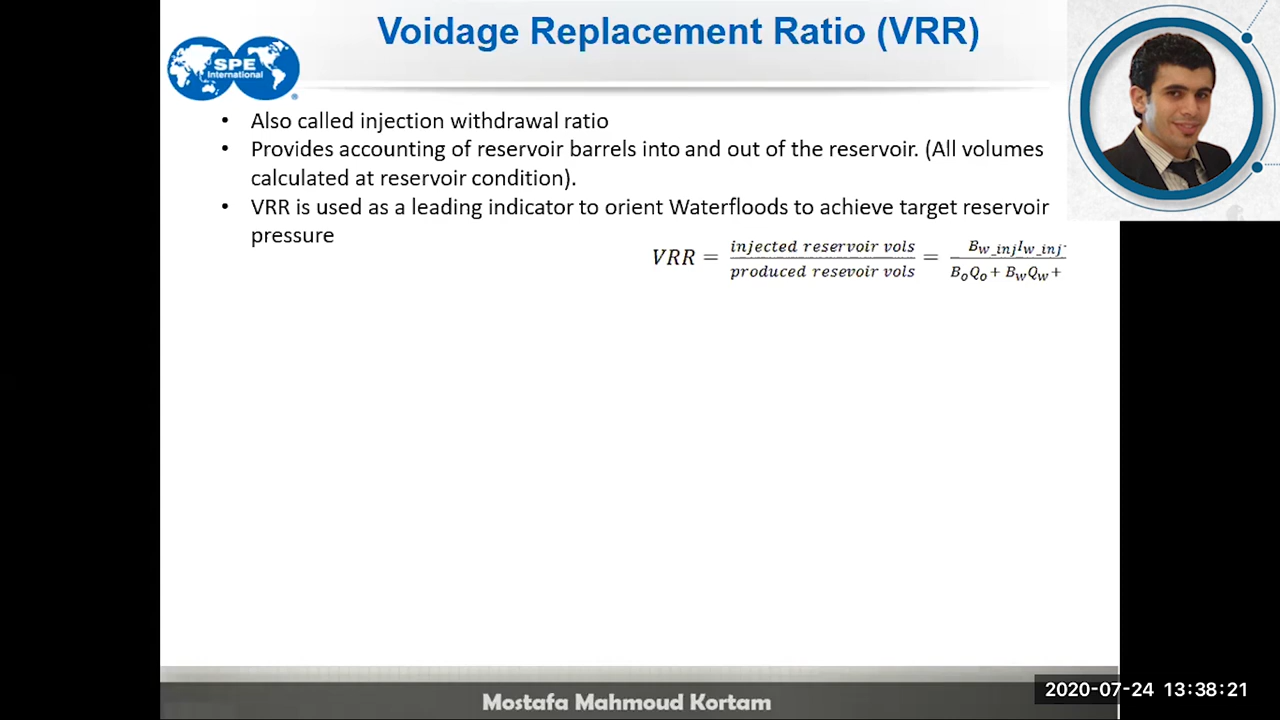 Voidage Replacement Ratio (VRR)
SPE
International
• Also called injection withdrawal ratio
• Provides accounting of reservoir barrels into and out of the reservoir. (All volumes
calculated at reservoir condition).
• VRR is used as a leading indicator to orient Waterfloods to achieve target reservoir
pressure
VRR = injected reservoir vols / produced resevoir vols = B_w_inj I_w_inj / B_o Q_o + B_w Q_w +
Mostafa Mahmoud Kortam
2020-07-24 13:38:21